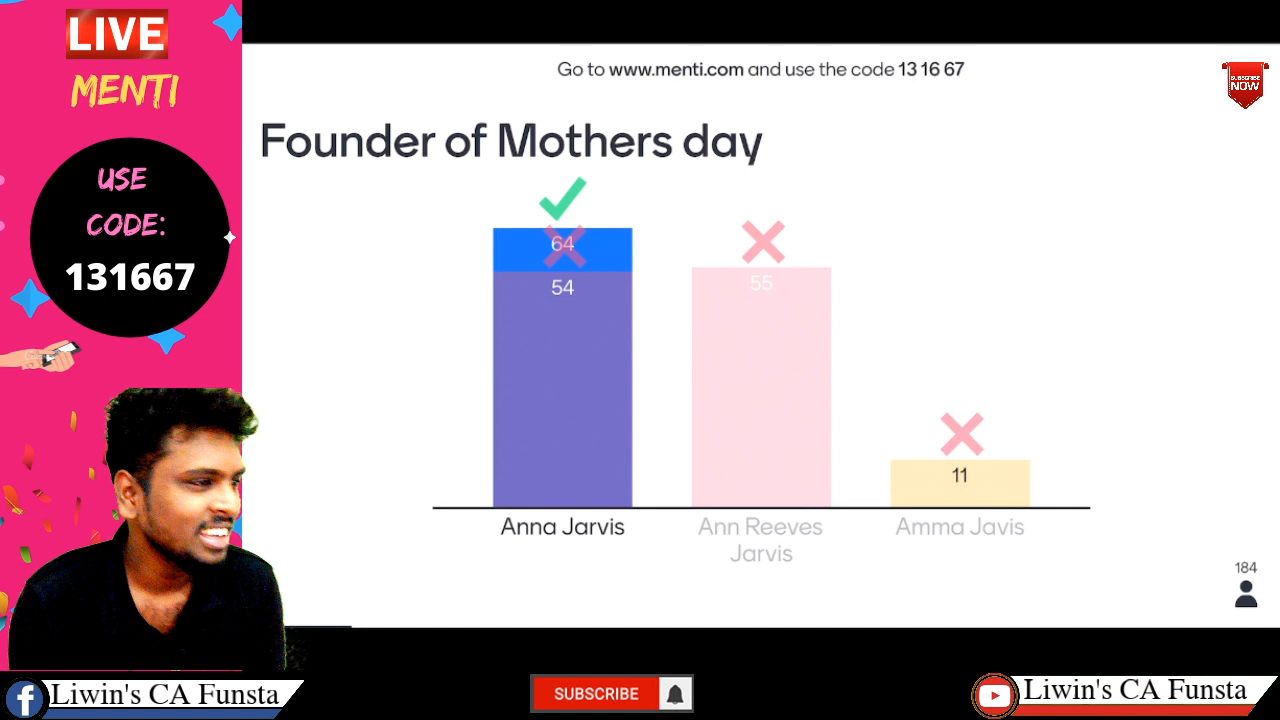 LIVE
MENTI
USE
CODE:
131667
Go to www.menti.com and use the code 13 16 67
SUBSCRIBE
NOW
Founder of Mothers day
64
54
55
11
Anna Jarvis
Ann Reeves
Jarvis
Amma Javis
184
Liwin's CA Funsta
SUBSCRIBE
Liwin's CA Funsta